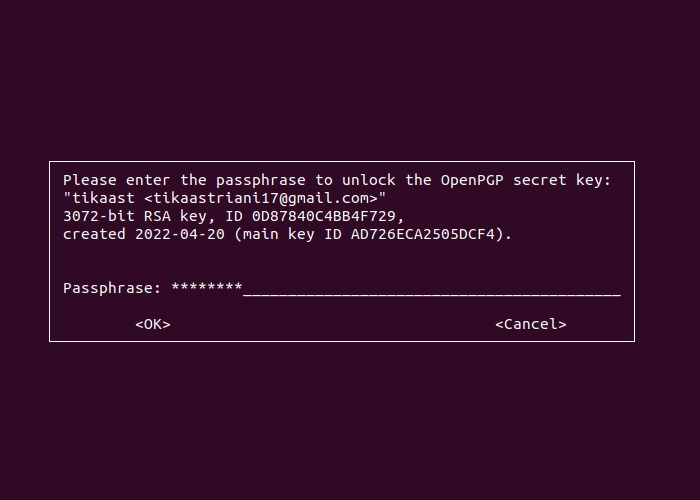 Please enter the passphrase to unlock the OpenPGP secret key:
"tikaast <tikaastriani17@gmail.com>"
3072-bit RSA key, ID 0D87840C4BB4F729,
created 2022-04-20 (main key ID AD726ECA2505DCF4).
Passphrase: ********__________________________________________
<OK> <Cancel>